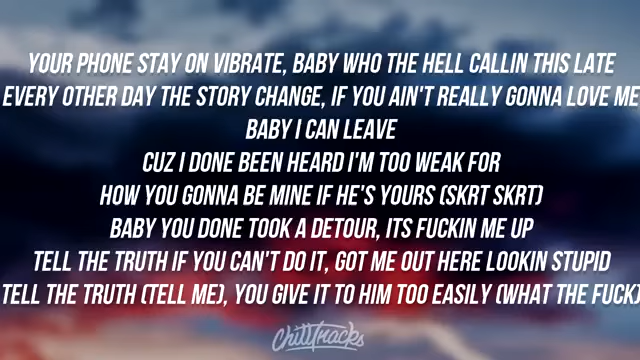 YOUR PHONE STAY ON VIBRATE, BABY WHO THE HELL CALLIN THIS LATE
EVERY OTHER DAY THE STORY CHANGE, IF YOU AIN'T REALLY GONNA LOVE ME
BABY I CAN LEAVE
CUZ I DONE BEEN HEARD I'M TOO WEAK FOR
HOW YOU GONNA BE MINE IF HE'S YOURS (SKRT SKRT)
BABY YOU DONE TOOK A DETOUR, ITS FUCKIN ME UP
TELL THE TRUTH IF YOU CAN'T DO IT, GOT ME OUT HERE LOOKIN STUPID
TELL THE TRUTH (TELL ME), YOU GIVE IT TO HIM TOO EASILY (WHAT THE FUCK)
ChillTracks